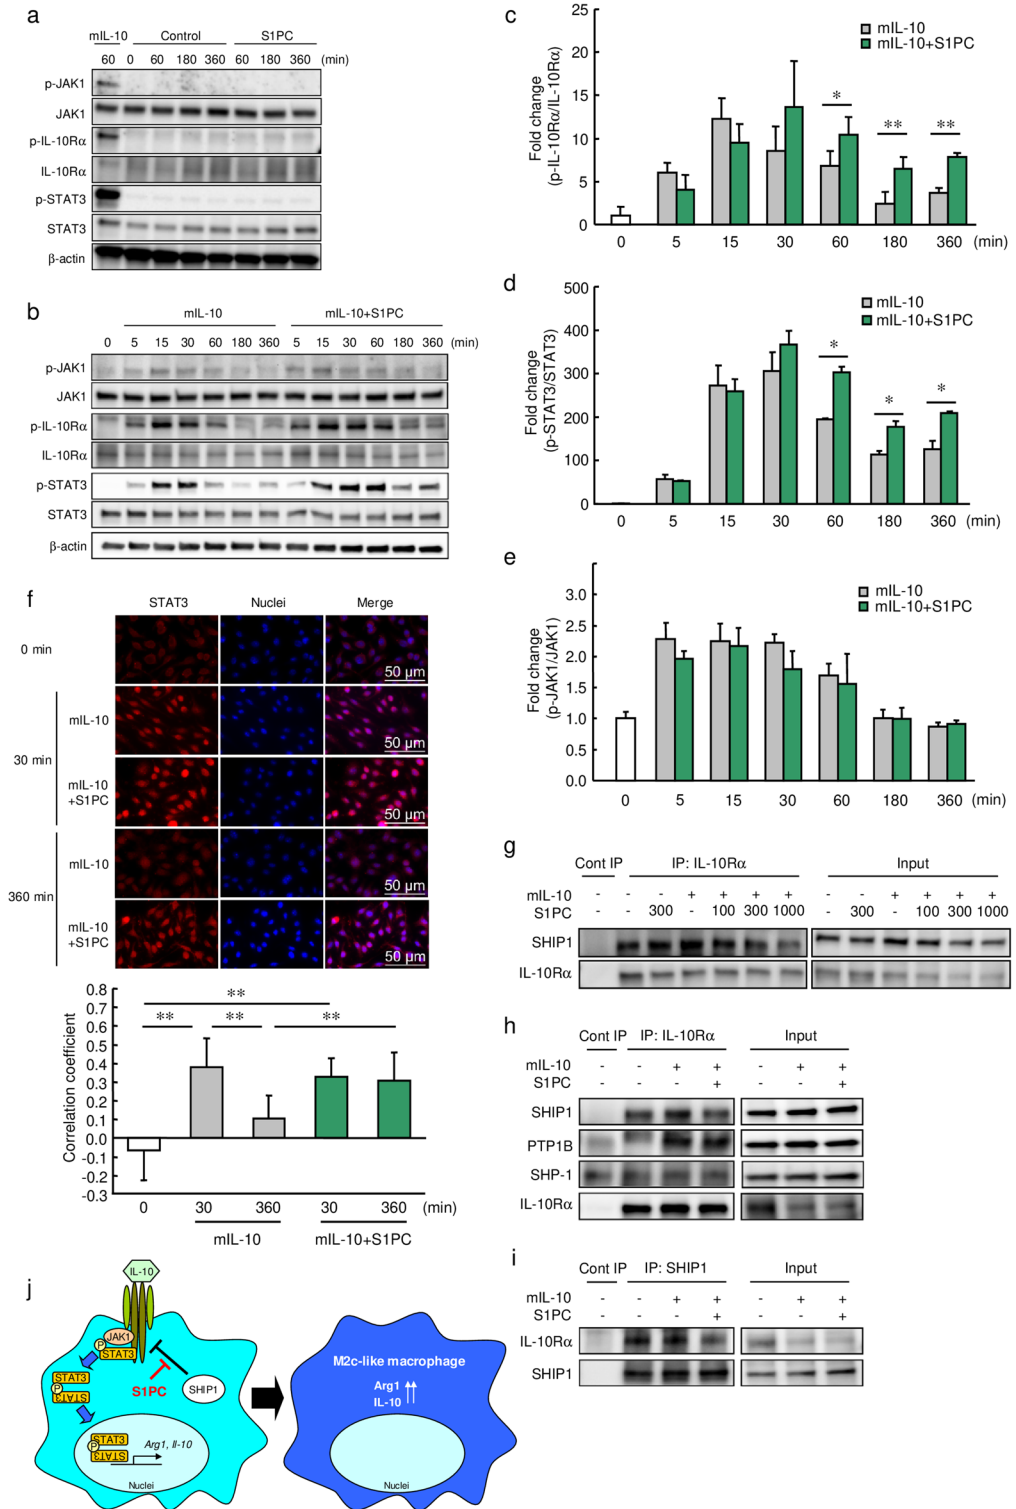 a
mIL-10 Control S1PC
60 0 60 180 360 60 180 360 (min)
p-JAK1
JAK1
p-IL-10Rα
IL-10Rα
p-STAT3
STAT3
β-actin
b
mIL-10 mIL-10+S1PC
0 5 15 30 60 180 360 5 15 30 60 180 360 (min)
p-JAK1
JAK1
p-IL-10Rα
IL-10Rα
p-STAT3
STAT3
β-actin
c
Fold change
(p-IL-10Rα/IL-10Rα)
25
20
15
10
5
0
mIL-10
mIL-10+S1PC
* ** **
0 5 15 30 60 180 360 (min)
d
Fold change
(p-STAT3/STAT3)
500
400
300
200
100
0
mIL-10
mIL-10+S1PC
* * *
0 5 15 30 60 180 360 (min)
e
Fold change
(p-JAK1/JAK1)
3.0
2.5
2.0
1.5
1.0
0.5
0.0
mIL-10
mIL-10+S1PC
0 5 15 30 60 180 360 (min)
f
STAT3 Nuclei Merge
0 min
50 µm
30 min
mIL-10
50 µm
mIL-10
+S1PC
50 µm
360 min
mIL-10
50 µm
mIL-10
+S1PC
50 µm
Correlation coefficient
0.8
0.7
0.6
0.5
0.4
0.3
0.2
0.1
0.0
-0.1
-0.2
-0.3
**
** ** **
0 30 360 30 360 (min)
mIL-10 mIL-10+S1PC
g
Cont IP IP: IL-10Rα Input
mIL-10 - - - + + + + - - + + + +
S1PC - - 300 - 100 300 1000 - 300 - 100 300 1000
SHIP1
IL-10Rα
h
Cont IP IP: IL-10Rα Input
mIL-10 - - + + - + +
S1PC - - - + - - +
SHIP1
PTP1B
SHP-1
IL-10Rα
i
Cont IP IP: SHIP1 Input
mIL-10 - - + + - + +
S1PC - - - + - - +
IL-10Rα
SHIP1
j
IL-10
JAK1
P
STAT3
STAT3
P
STAT3
S1PC
SHIP1
STAT3
P
STAT3
Arg1, Il-10
Nuclei
M2c-like macrophage
Arg1
IL-10
Nuclei